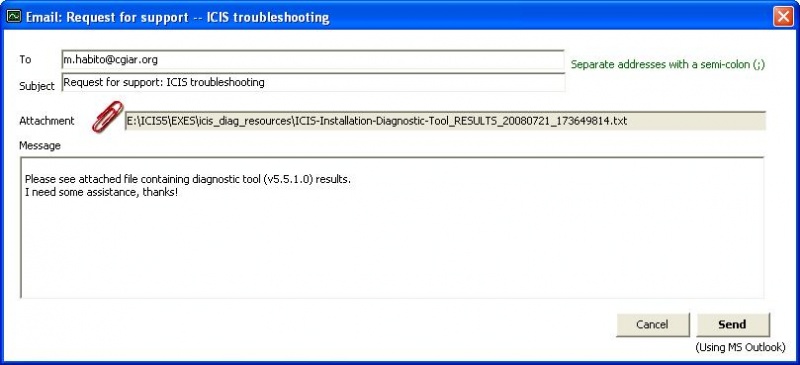 Email: Request for support -- ICIS troubleshooting
To m.habito@cgiar.org Separate addresses with a semi-colon (;)
Subject Request for support: ICIS troubleshooting
Attachment E:\ICIS5\EXES\icis_diag_resources\ICIS-Installation-Diagnostic-Tool_RESULTS_20080721_173649814.txt
Message
Please see attached file containing diagnostic tool (v5.5.1.0) results.
I need some assistance, thanks!
Cancel Send
(Using MS Outlook)